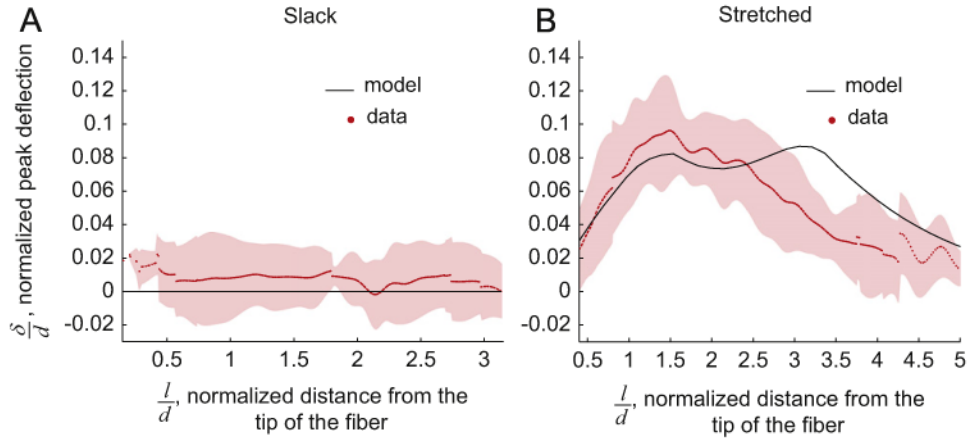 A
Slack
0.14
0.12
0.1
0.08
0.06
0.04
0.02
0
-0.02
δ/d, normalized peak deflection
model
data
0.5 1 1.5 2 2.5 3
l/d, normalized distance from the
tip of the fiber
B
Stretched
0.14
0.12
0.1
0.08
0.06
0.04
0.02
0
-0.02
model
data
0.5 1 1.5 2 2.5 3 3.5 4 4.5 5
l/d, normalized distance from the
tip of the fiber